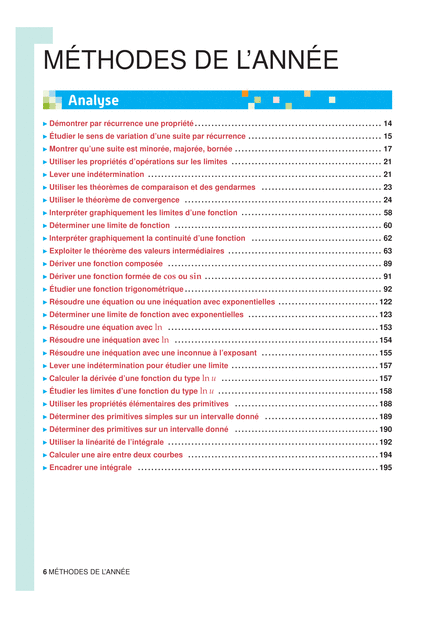 MÉTHODES DE L'ANNÉE
Analyse
▶ Démontrer par récurrence une propriété 14
▶ Étudier le sens de variation d'une suite par récurrence 15
▶ Montrer qu'une suite est minorée, majorée, bornée 17
▶ Utiliser les propriétés d'opérations sur les limites 21
▶ Lever une indétermination 21
▶ Utiliser les théorèmes de comparaison et des gendarmes 23
▶ Utiliser le théorème de convergence 24
▶ Interpréter graphiquement les limites d'une fonction 58
▶ Déterminer une limite de fonction 60
▶ Interpréter graphiquement la continuité d'une fonction 62
▶ Exploiter le théorème des valeurs intermédiaires 63
▶ Dériver une fonction composée 89
▶ Dériver une fonction formée de cos ou sin 91
▶ Étudier une fonction trigonométrique 92
▶ Résoudre une équation ou une inéquation avec exponentielles 122
▶ Déterminer une limite de fonction avec exponentielles 123
▶ Résoudre une équation avec ln 153
▶ Résoudre une inéquation avec ln 154
▶ Résoudre une inéquation avec une inconnue à l'exposant 155
▶ Lever une indétermination pour étudier une limite 157
▶ Calculer la dérivée d'une fonction du type ln u 157
▶ Étudier les limites d'une fonction du type ln u 158
▶ Utiliser les propriétés élémentaires des primitives 188
▶ Déterminer des primitives simples sur un intervalle donné 189
▶ Déterminer des primitives sur un intervalle donné 190
▶ Utiliser la linéarité de l'intégrale 192
▶ Calculer une aire entre deux courbes 194
▶ Encadrer une intégrale 195
6 MÉTHODES DE L'ANNÉE